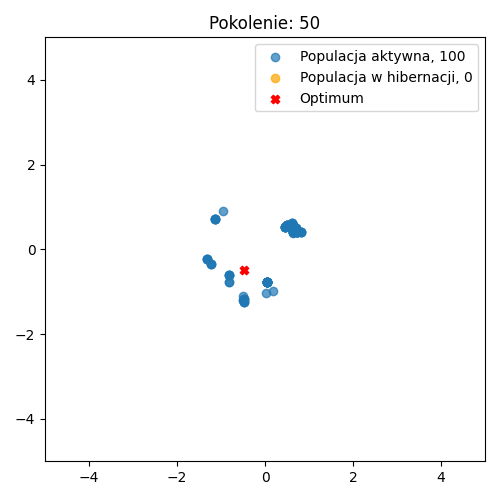 Pokolenie: 50
Populacja aktywna, 100
Populacja w hibernacji, 0
Optimum
4
2
0
−2
−4
−4 −2 0 2 4